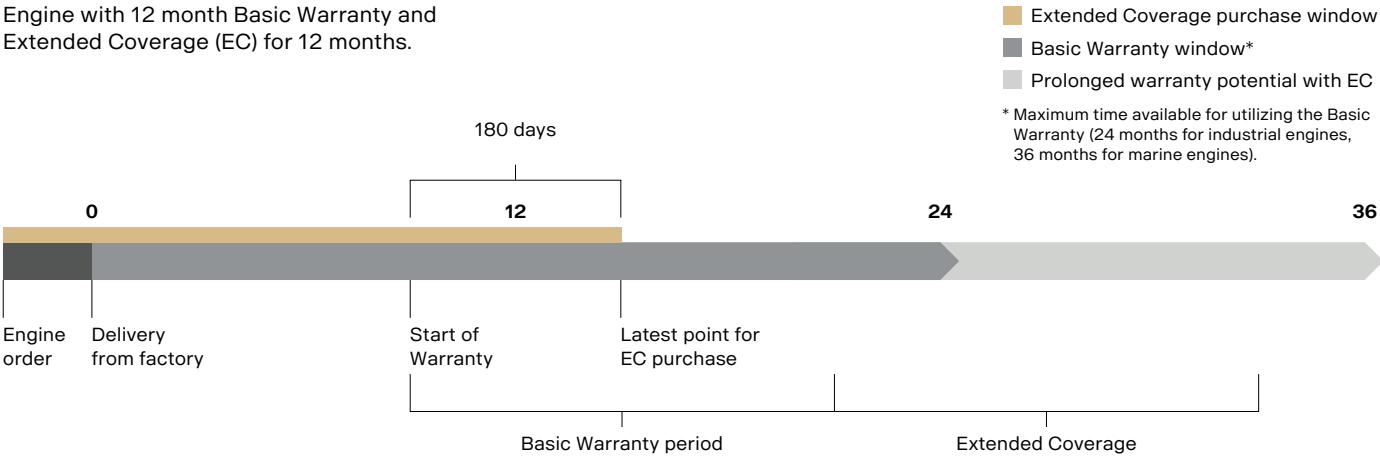 Engine with 12 month Basic Warranty and
Extended Coverage (EC) for 12 months.
Extended Coverage purchase window
Basic Warranty window*
Prolonged warranty potential with EC
* Maximum time available for utilizing the Basic
Warranty (24 months for industrial engines,
36 months for marine engines).
180 days
0
12
24
36
Engine
order
Delivery
from factory
Start of
Warranty
Latest point for
EC purchase
Basic Warranty period
Extended Coverage